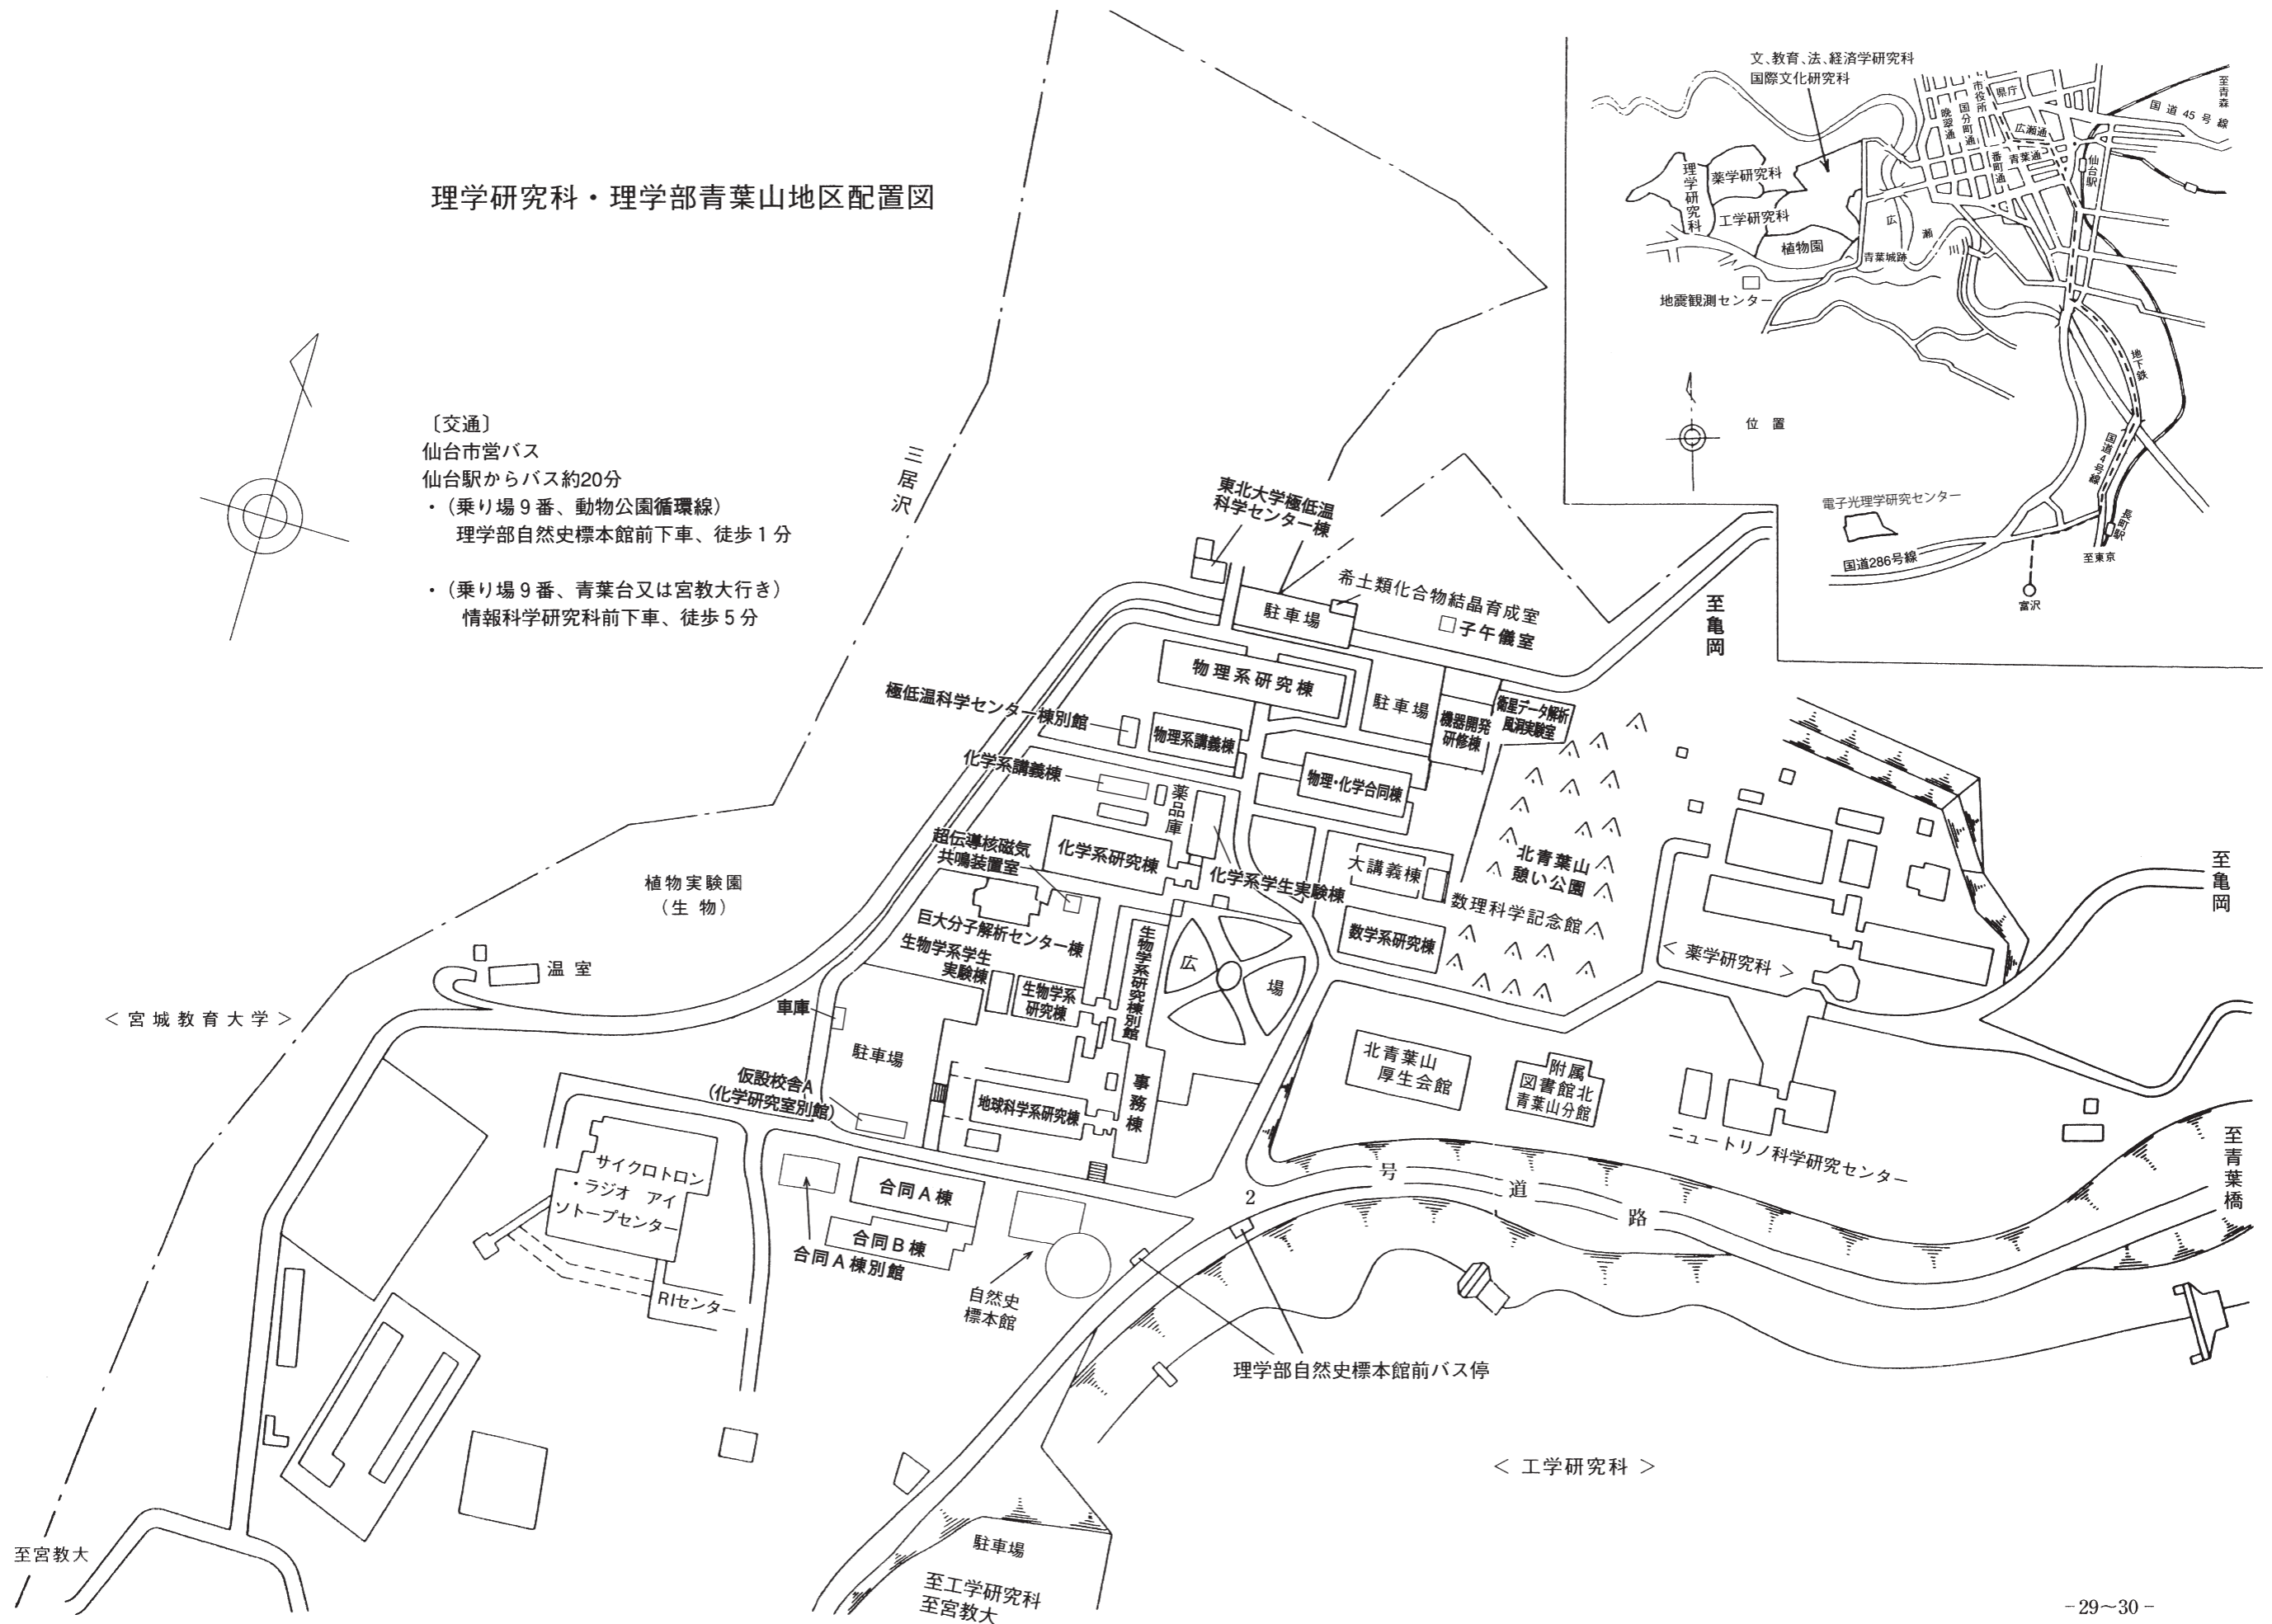 理学研究科・理学部青葉山地区配置図
〔交通〕
仙台市営バス
仙台駅からバス約20分
・（乗り場９番、動物公園循環線）
理学部自然史標本館前下車、徒歩１分
・（乗り場９番、青葉台又は宮教大行き）
情報科学研究科前下車、徒歩５分
文、教育、法、経済学研究科
国際文化研究科
市役所
県庁
晩翠通
国分町通
広瀬通
番町通
青葉通
仙台駅
至青森
国道45号線
理学研究科
薬学研究科
工学研究科
植物園
広瀬川
青葉城跡
地震観測センター
地下鉄
国道４号線
位置
電子光理学研究センター
長町駅
国道286号線
至東京
富沢
三居沢
東北大学極低温
科学センター棟
希土類化合物結晶育成室
子午儀室
駐車場
至亀岡
物理系研究棟
駐車場
極低温科学センター棟別館
物理系講義棟
機器開発
研修棟
衛星データ解析
風洞実験室
化学系講義棟
薬品庫
物理・化学合同棟
超伝導核磁気
共鳴装置室
化学系研究棟
化学系学生実験棟
大講義棟
北青葉山
憩い公園
数理科学記念館
数学系研究棟
至亀岡
植物実験園
（生物）
巨大分子解析センター棟
生物学系学生
実験棟
生物学系
研究棟
生物学系研究棟別館
広場
＜薬学研究科＞
温室
＜宮城教育大学＞
車庫
駐車場
仮設校舎A
（化学研究室別館）
地球科学系研究棟
事務棟
北青葉山
厚生会館
附属
図書館北
青葉山分館
ニュートリノ科学研究センター
至青葉橋
サイクロトロン
・ラジオ アイ
ソトープセンター
RIセンター
合同Ａ棟
合同Ｂ棟
合同Ａ棟別館
自然史
標本館
2号道路
理学部自然史標本館前バス停
＜工学研究科＞
至宮教大
駐車場
至工学研究科
至宮教大
-29～30-